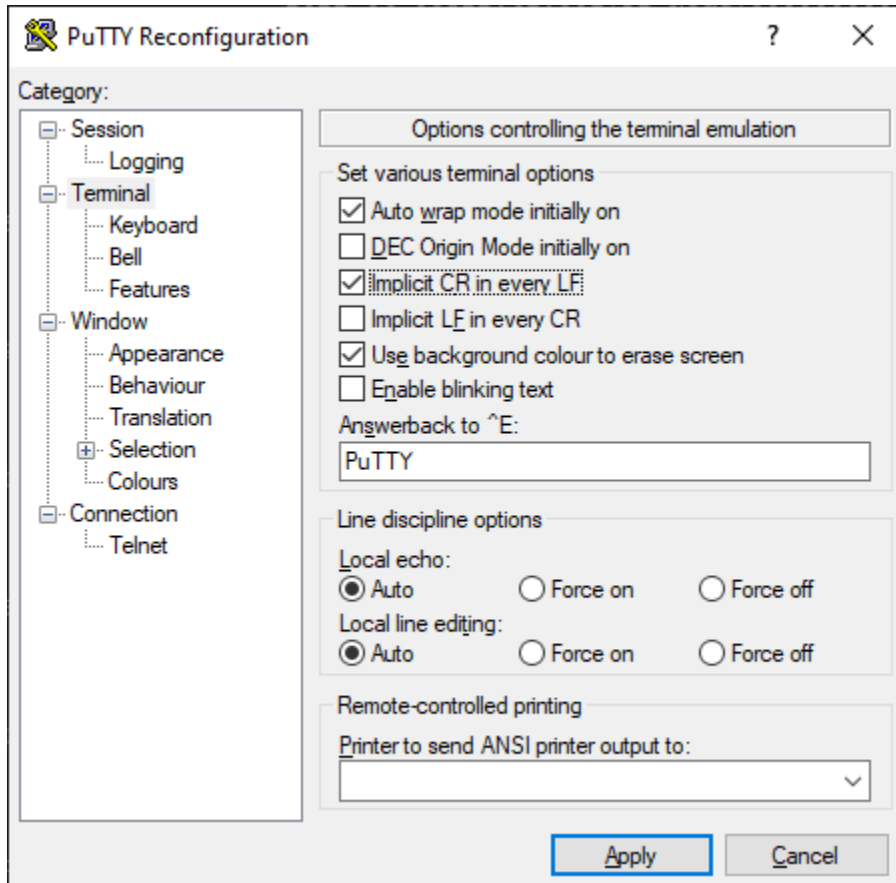 PuTTY Reconfiguration
?
Category:
Session
Logging
Terminal
Keyboard
Bell
Features
Window
Appearance
Behaviour
Translation
Selection
Colours
Connection
Telnet
Options controlling the terminal emulation
Set various terminal options
Auto wrap mode initially on
DEC Origin Mode initially on
Implicit CR in every LF
Implicit LF in every CR
Use background colour to erase screen
Enable blinking text
Answerback to ^E:
PuTTY
Line discipline options
Local echo:
Auto Force on Force off
Local line editing:
Auto Force on Force off
Remote-controlled printing
Printer to send ANSI printer output to:
Apply Cancel